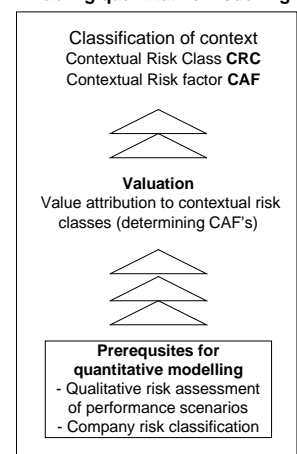 Classification of context
Contextual Risk Class CRC
Contextual Risk factor CAF
Valuation
Value attribution to contextual risk
classes (determining CAF's)
Prerequsites for
quantitative modelling
- Qualitative risk assessment
of performance scenarios
- Company risk classification